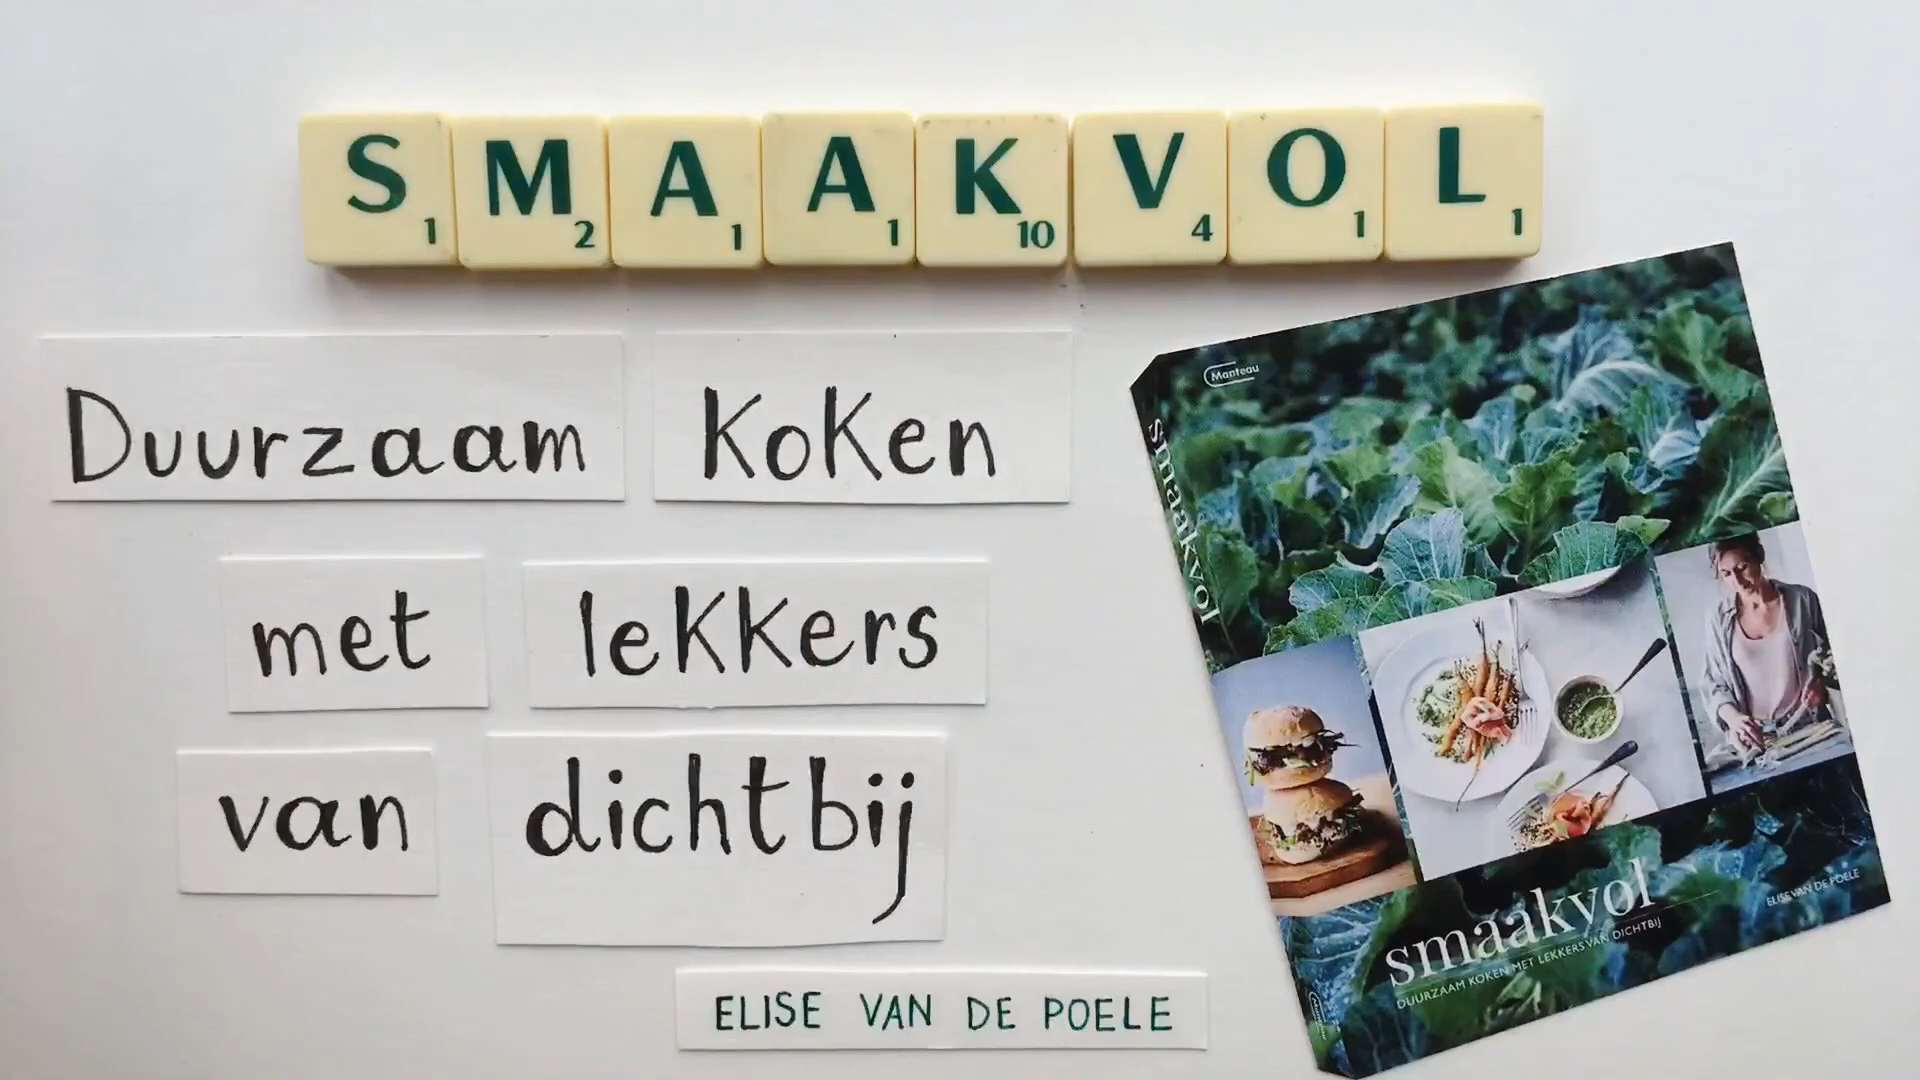 SMAAKVOL
1 2 1 1 10 4 1 1
Duurzaam Koken
met lekkers
van dichtbij
ELISE VAN DE POELE
Manteau
smaakvol
smaakvol
DUURZAAM KOKEN MET LEKKERS VAN DICHTBIJ
ELISE VAN DE POELE